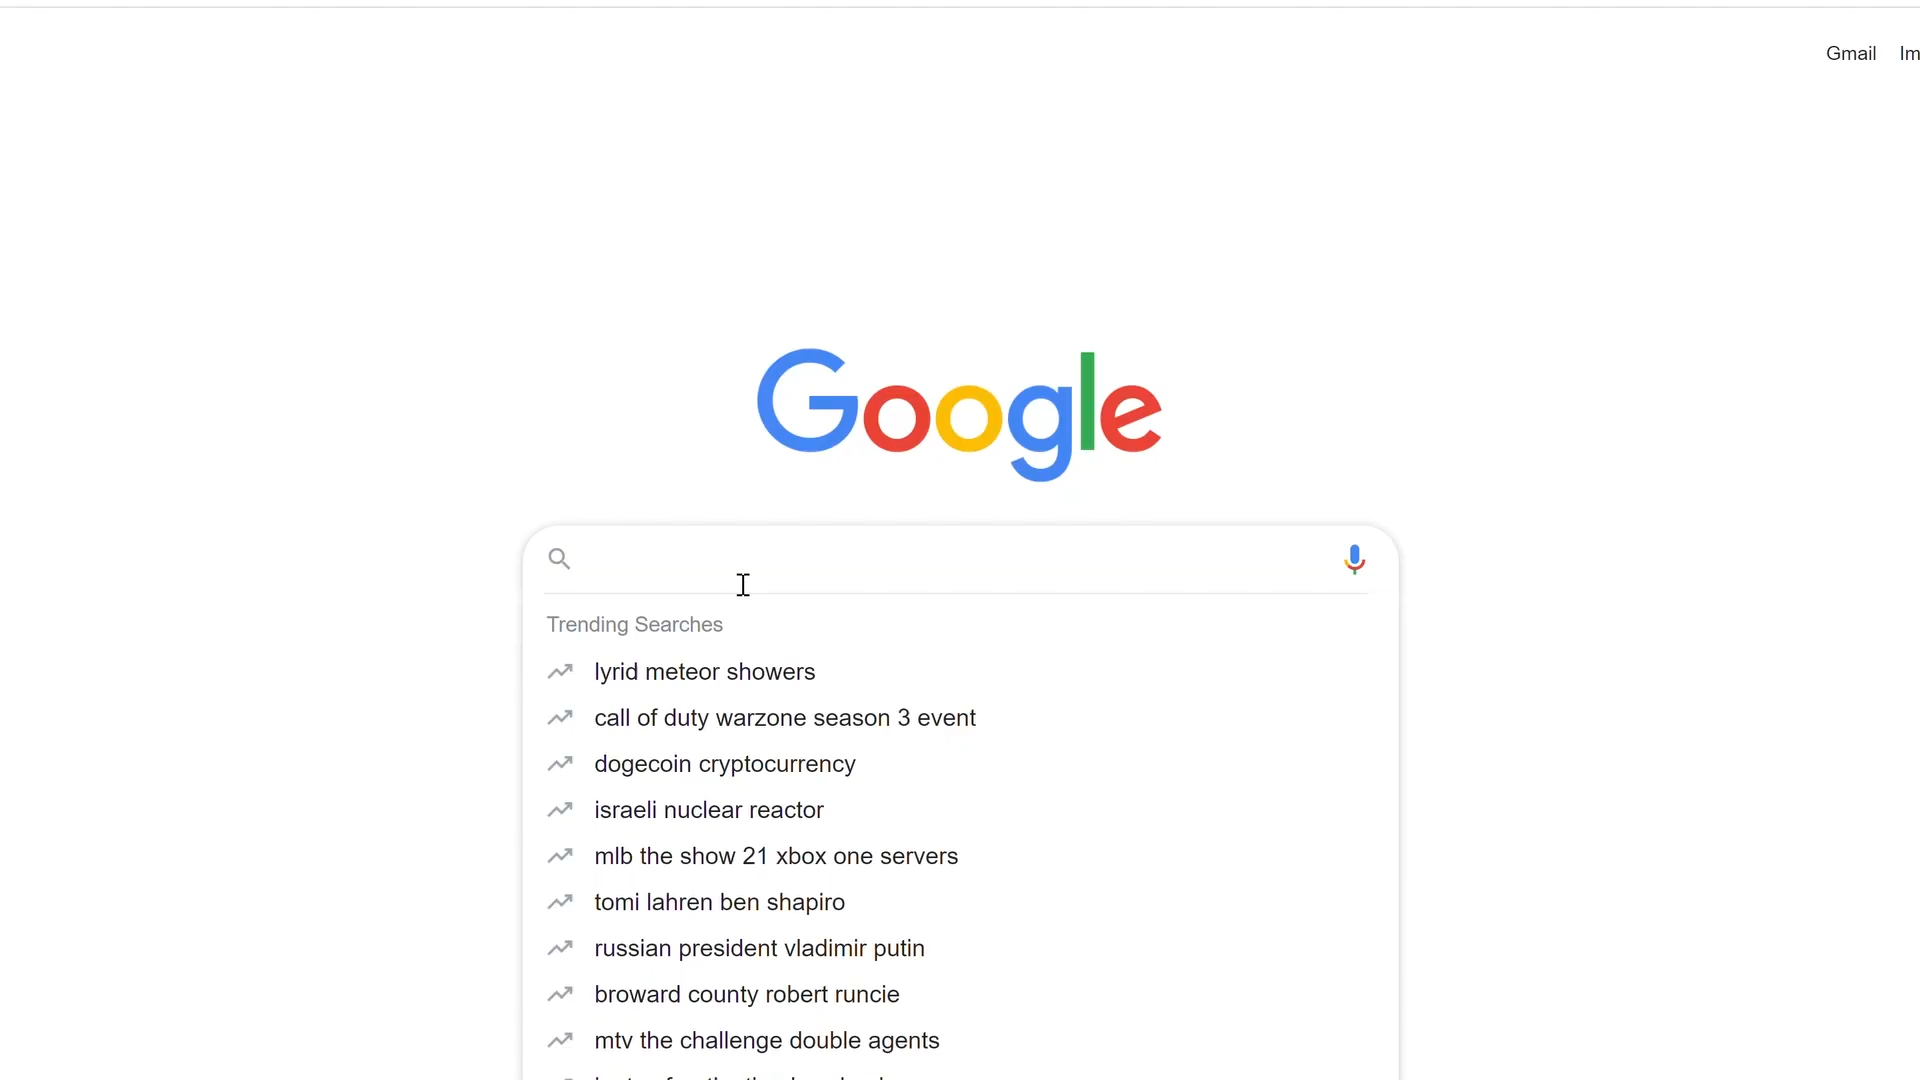 Gmail
Google
Trending Searches
lyrid meteor showers
call of duty warzone season 3 event
dogecoin cryptocurrency
israeli nuclear reactor
mlb the show 21 xbox one servers
tomi lahren ben shapiro
russian president vladimir putin
broward county robert runcie
mtv the challenge double agents